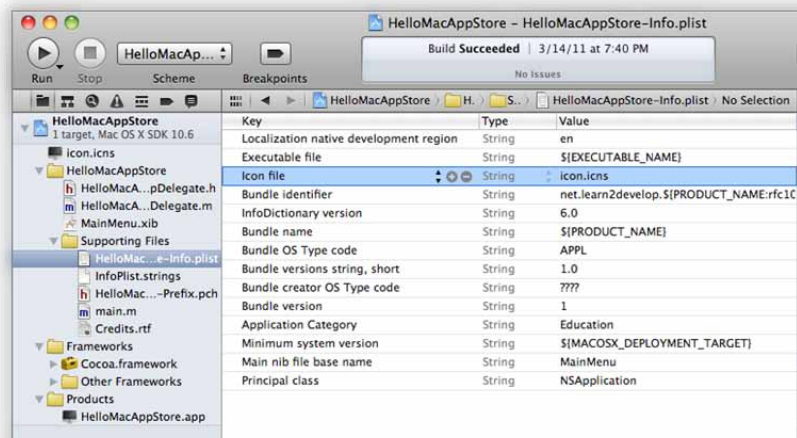 HelloMacAppStore – HelloMacAppStore-Info.plist
HelloMacAp...
Build Succeeded | 3/14/11 at 7:40 PM
No Issues
Run Stop Scheme Breakpoints
HelloMacAppStore H. S.. HelloMacAppStore-Info.plist No Selection
HelloMacAppStore
1 target, Mac OS X SDK 10.6
icon.icns
HelloMacAppStore
HelloMacA...pDelegate.h
HelloMacA...Delegate.m
MainMenu.xib
Supporting Files
HelloMac...e-Info.plist
InfoPlist.strings
HelloMac...-Prefix.pch
main.m
Credits.rtf
Frameworks
Cocoa.framework
Other Frameworks
Products
HelloMacAppStore.app
Key Type Value
Localization native development region String en
Executable file String ${EXECUTABLE_NAME}
Icon file String icon.icns
Bundle identifier String net.learn2develop.${PRODUCT_NAME:rfc10
InfoDictionary version String 6.0
Bundle name String ${PRODUCT_NAME}
Bundle OS Type code String APPL
Bundle versions string, short String 1.0
Bundle creator OS Type code String ????
Bundle version String 1
Application Category String Education
Minimum system version String ${MACOSX_DEPLOYMENT_TARGET}
Main nib file base name String MainMenu
Principal class String NSApplication